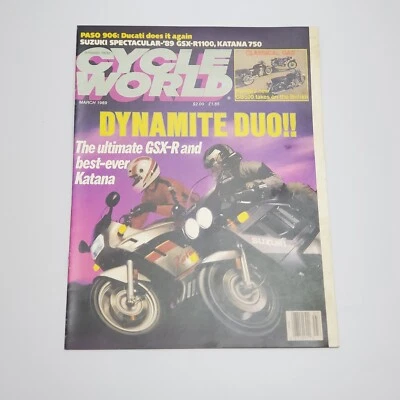 PASO 906: Ducati does it again
SUZUKI SPECTACULAR-'89 GSX-R1100, KATANA 750
CYCLE
WORLD
MARCH 1989
DYNAMITE DUO!!
The ultimate GSX-R and
best-ever
Katana
SUZUKI